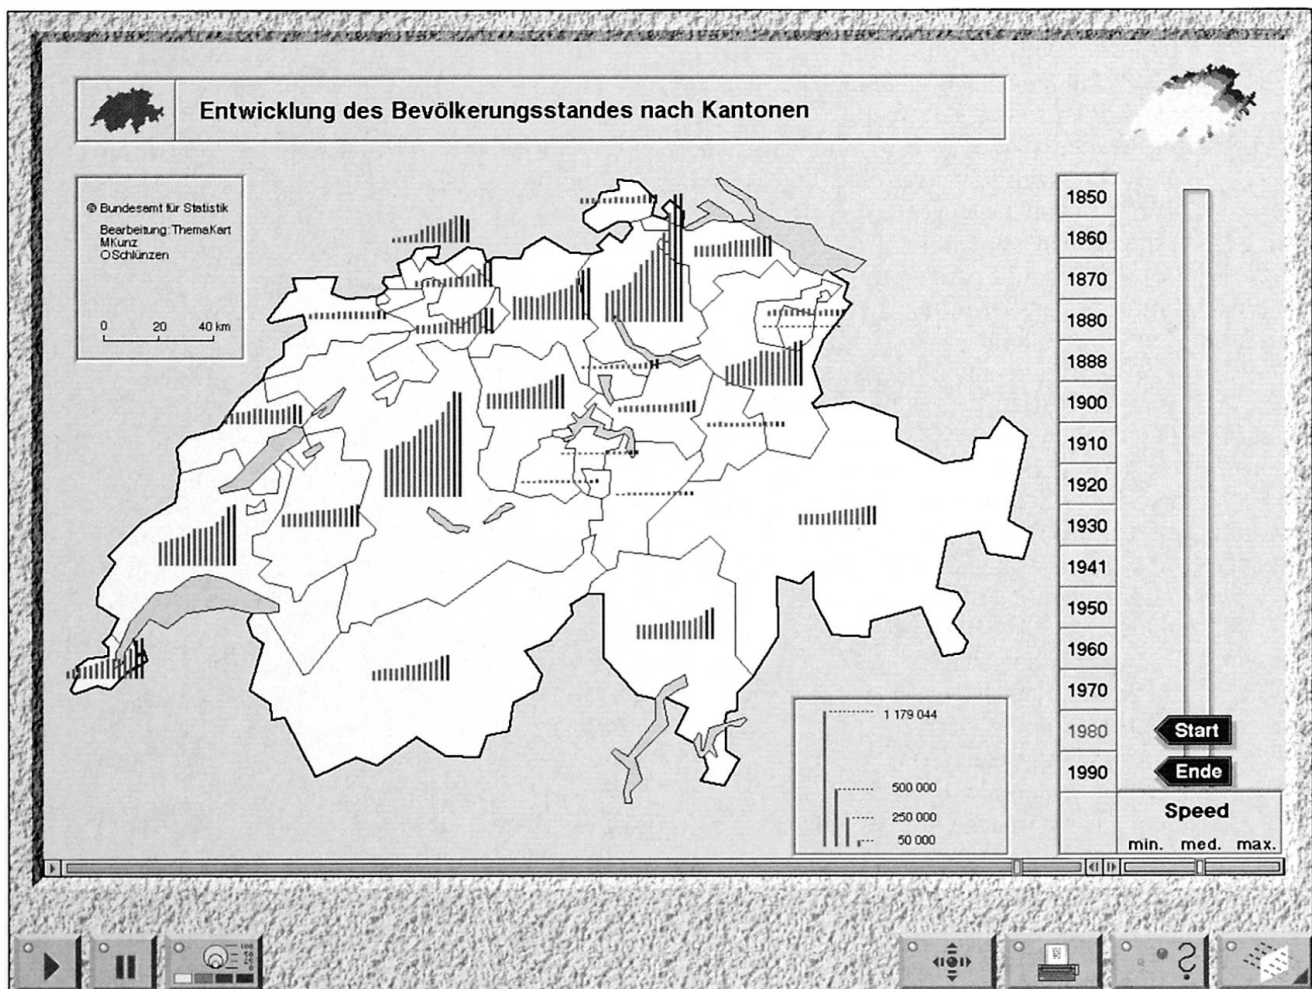 Entwicklung des Bevölkerungsstandes nach Kantonen
Bundesamt für Statistik
Bearbeitung: ThemaKart
MKunz
OSchlünzen
0 20 40 km
1850
1860
1870
1880
1888
1900
1910
1920
1930
1941
1950
1960
1970
1980
1990
Start
Ende
Speed
min. med. max.
1 179 044
500 000
250 000
50 000